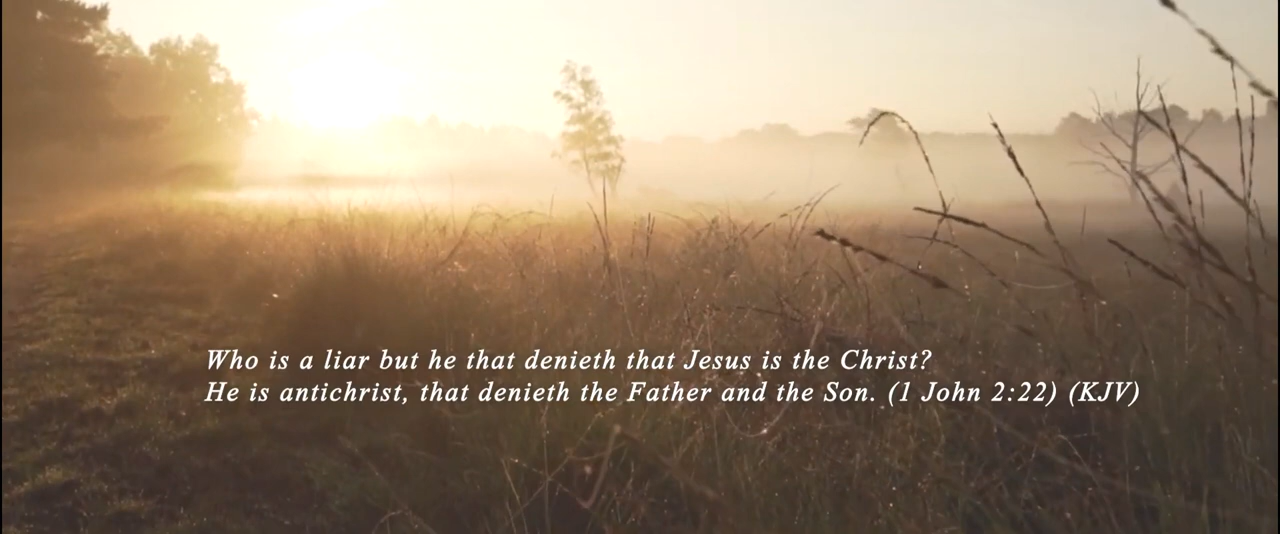 Who is a liar but he that denieth that Jesus is the Christ?
He is antichrist, that denieth the Father and the Son. (1 John 2:22) (KJV)